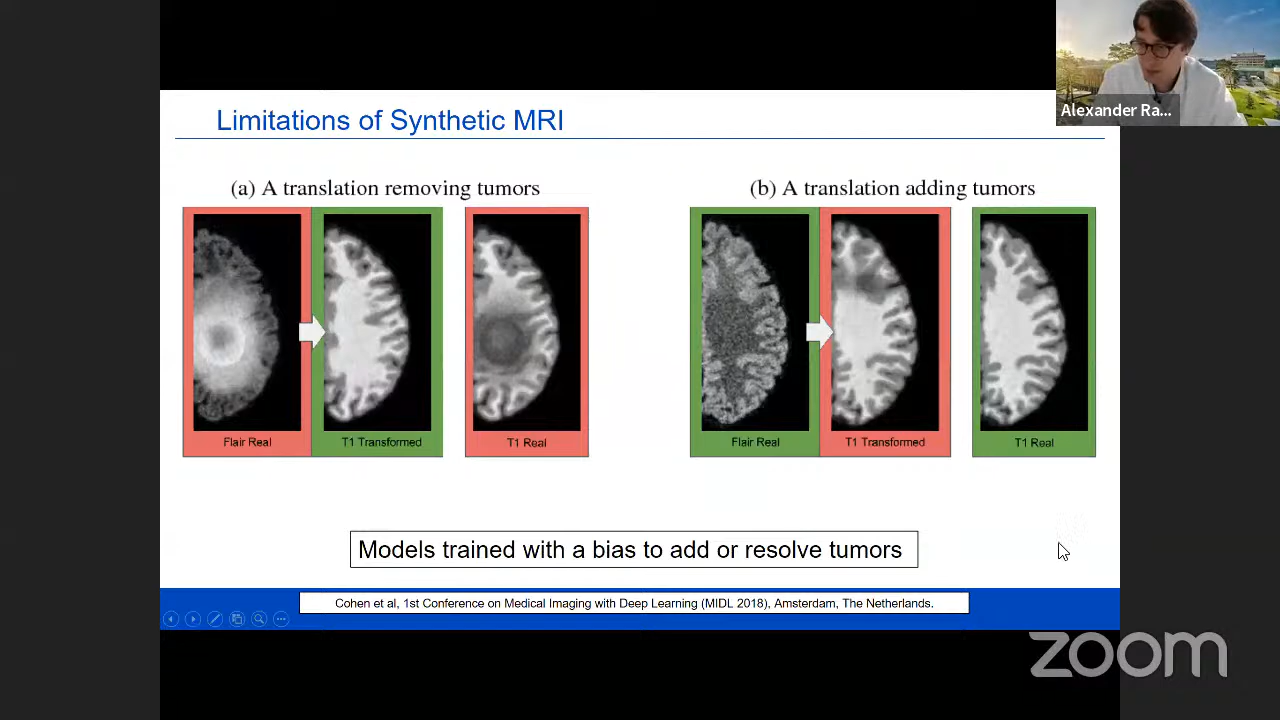 Alexander Ra...
Limitations of Synthetic MRI
(a) A translation removing tumors
(b) A translation adding tumors
Flair Real
T1 Transformed
T1 Real
Flair Real
T1 Transformed
T1 Real
Models trained with a bias to add or resolve tumors
Cohen et al, 1st Conference on Medical Imaging with Deep Learning (MIDL 2018), Amsterdam, The Netherlands.
zoom